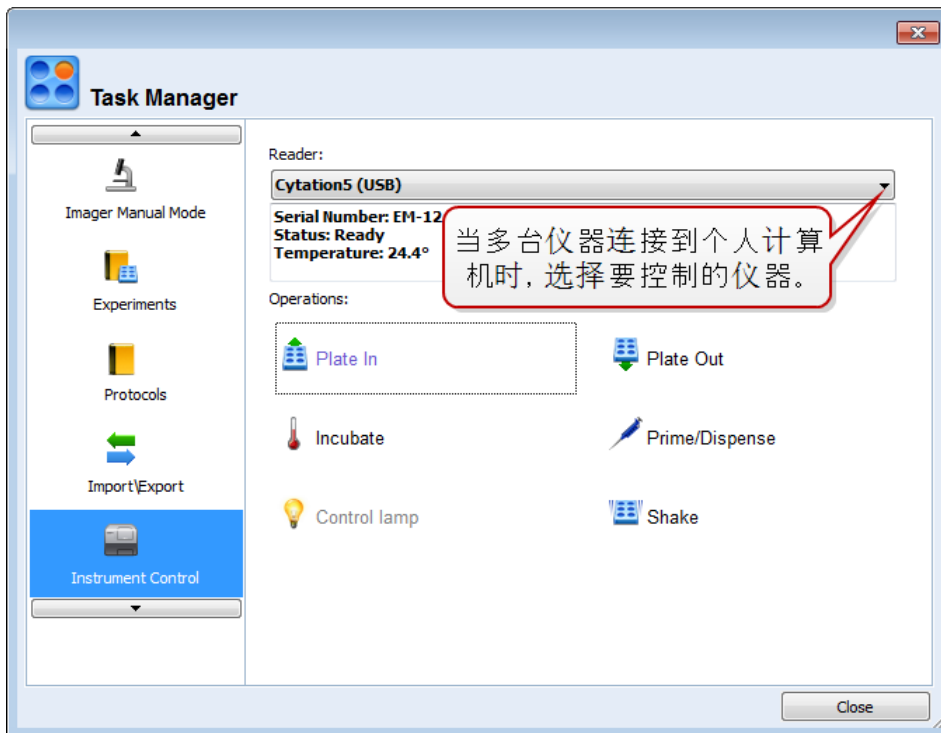 Task Manager
Imager Manual Mode
Experiments
Protocols
Import\Export
Instrument Control
Reader:
Cytation5 (USB)
Serial Number: EM-12
Status: Ready
Temperature: 24.4°
当多台仪器连接到个人计算
机时，选择要控制的仪器。
Operations:
Plate In
Plate Out
Incubate
Prime/Dispense
Control lamp
Shake
Close